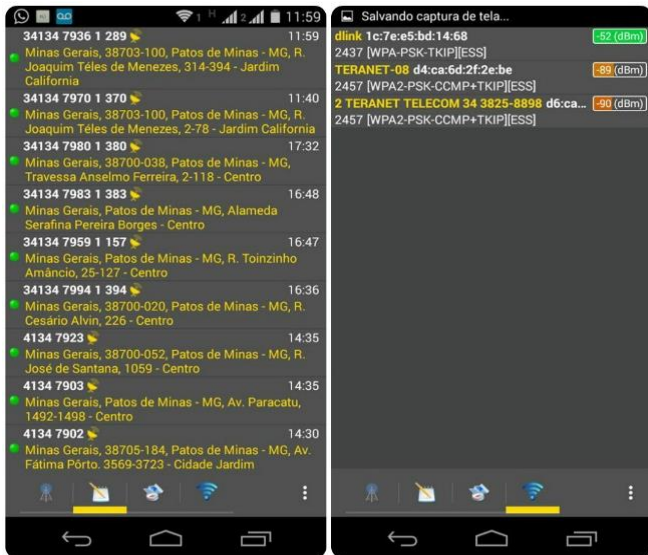 11:59
34134 7936 1 289 11:59
Minas Gerais, 38703-100, Patos de Minas - MG, R.
Joaquim Téles de Menezes, 314-394 - Jardim
California
34134 7970 1 370 11:40
Minas Gerais, 38703-100, Patos de Minas - MG, R.
Joaquim Téles de Menezes, 2-78 - Jardim California
34134 7980 1 380 17:32
Minas Gerais, 38700-038, Patos de Minas - MG,
Travessa Anselmo Ferreira, 2-118 - Centro
34134 7983 1 383 16:48
Minas Gerais, Patos de Minas - MG, Alameda
Serafina Pereira Borges - Centro
34134 7959 1 157 16:47
Minas Gerais, Patos de Minas - MG, R. Toinzinho
Amâncio, 25-127 - Centro
34134 7994 1 394 16:36
Minas Gerais, 38700-020, Patos de Minas - MG, R.
Cesário Alvin, 226 - Centro
4134 7923 14:35
Minas Gerais, 38700-052, Patos de Minas - MG, R.
José de Santana, 1059 - Centro
4134 7903 14:35
Minas Gerais, Patos de Minas - MG, Av. Paracatu,
1492-1498 - Centro
4134 7902 14:30
Minas Gerais, 38705-184, Patos de Minas - MG, Av.
Fátima Pôrto. 3569-3723 - Cidade Jardim
Salvando captura de tela...
dlink 1c:7e:e5:bd:14:68 -52 (dBm)
2437 [WPA-PSK-TKIP][ESS]
TERANET-08 d4:ca:6d:2f:2e:be -89 (dBm)
2457 [WPA2-PSK-CCMP+TKIP][ESS]
2 TERANET TELECOM 34 3825-8898 d6:ca... -90 (dBm)
2457 [WPA2-PSK-CCMP+TKIP][ESS]